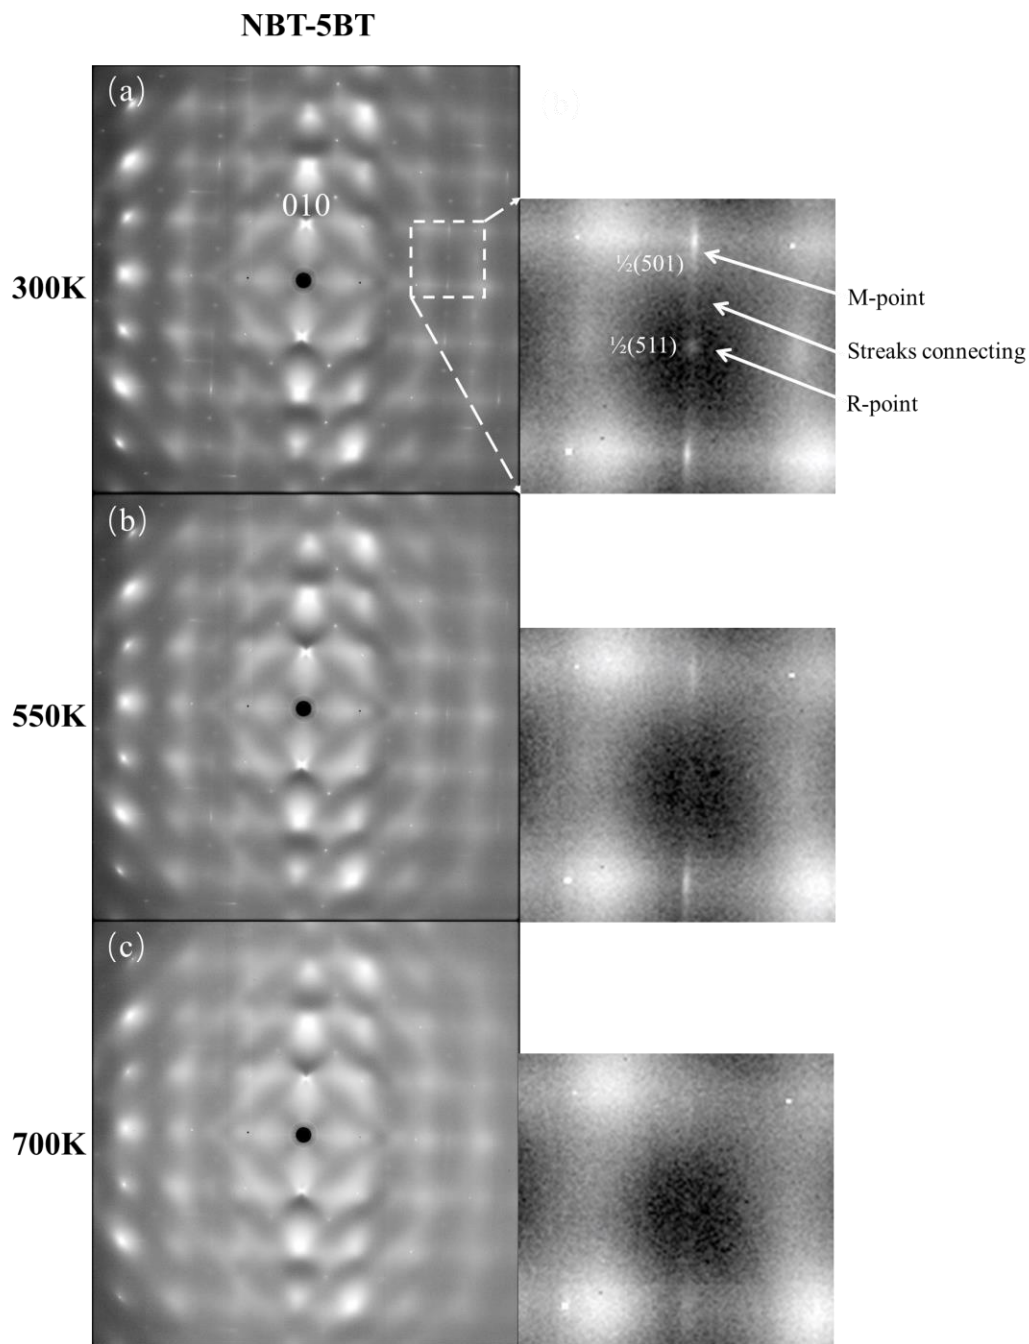 NBT-5BT
(a)
(b)
010
300K
½(501)
M-point
½(511)
Streaks connecting
R-point
(b)
550K
(c)
700K